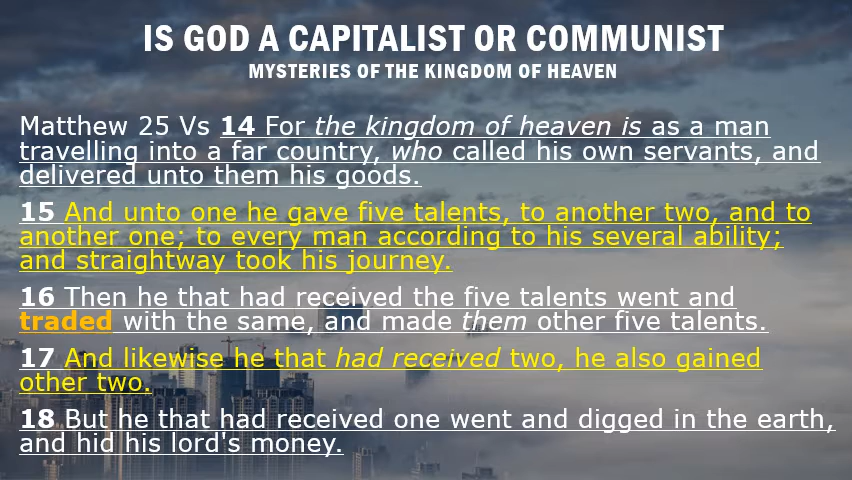 IS GOD A CAPITALIST OR COMMUNIST
MYSTERIES OF THE KINGDOM OF HEAVEN
Matthew 25 Vs 14 For the kingdom of heaven is as a man
travelling into a far country, who called his own servants, and
delivered unto them his goods.
15 And unto one he gave five talents, to another two, and to
another one; to every man according to his several ability;
and straightway took his journey.
16 Then he that had received the five talents went and
traded with the same, and made them other five talents.
17 And likewise he that had received two, he also gained
other two.
18 But he that had received one went and digged in the earth,
and hid his lord's money.